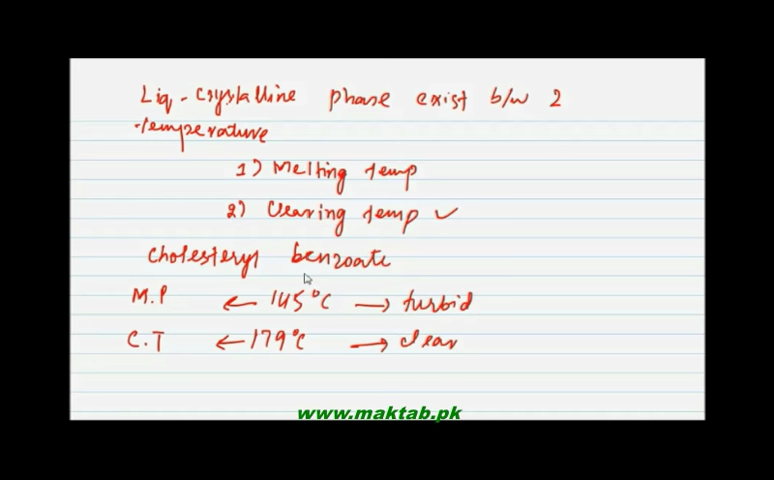 Liq-crystalline phase exist b/w 2
temperature
1) Melting temp
2) Clearing temp ✓
Cholesteryl benzoate
M.P ← 145°C → turbid
C.T ← 179°C → clear
www.maktab.pk